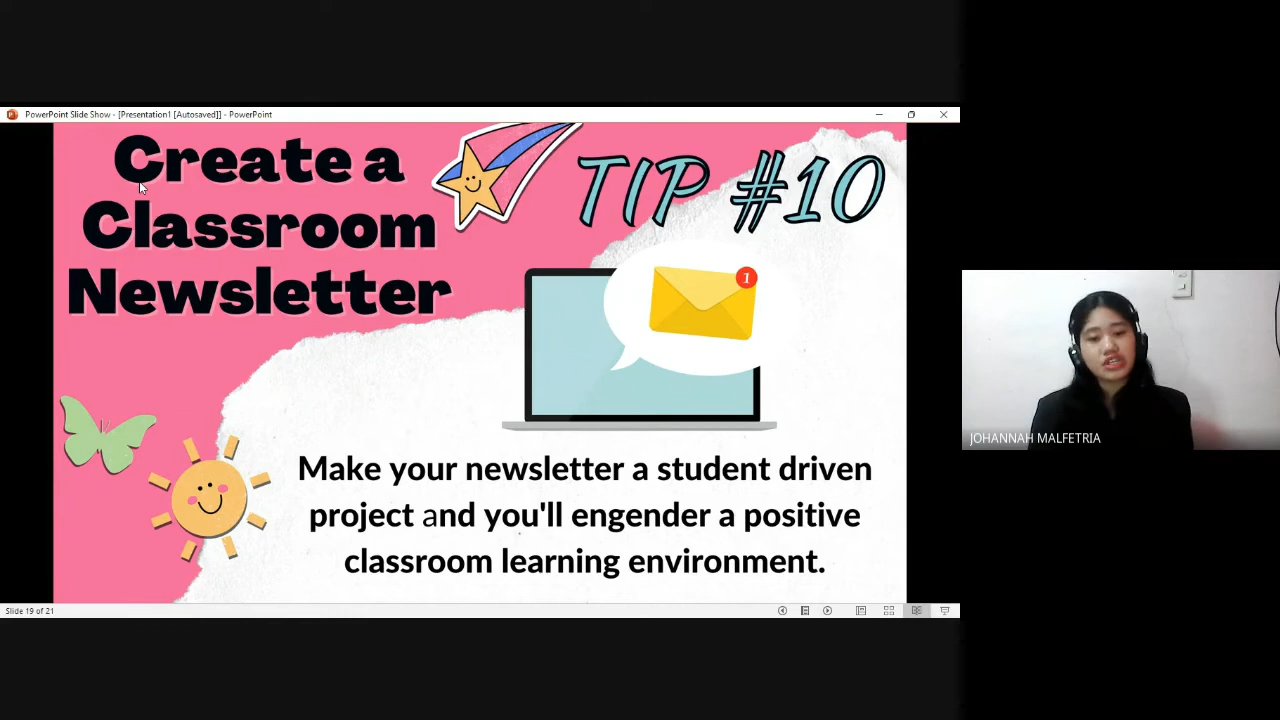 PowerPoint Slide Show - [Presentation1 [Autosaved]] - PowerPoint
Create a
Classroom
Newsletter
TIP #10
1
Make your newsletter a student driven
project and you'll engender a positive
classroom learning environment.
JOHANNAH MALFETRIA
Slide 19 of 21